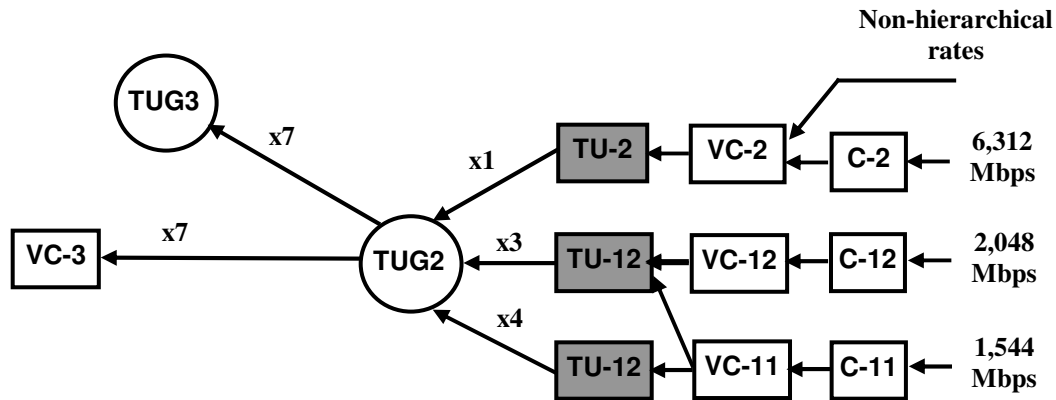 Non-hierarchical
rates
TUG3
x7
x1
TU-2
VC-2
C-2
6,312
Mbps
VC-3
x7
TUG2
x3
TU-12
VC-12
C-12
2,048
Mbps
x4
TU-12
VC-11
C-11
1,544
Mbps